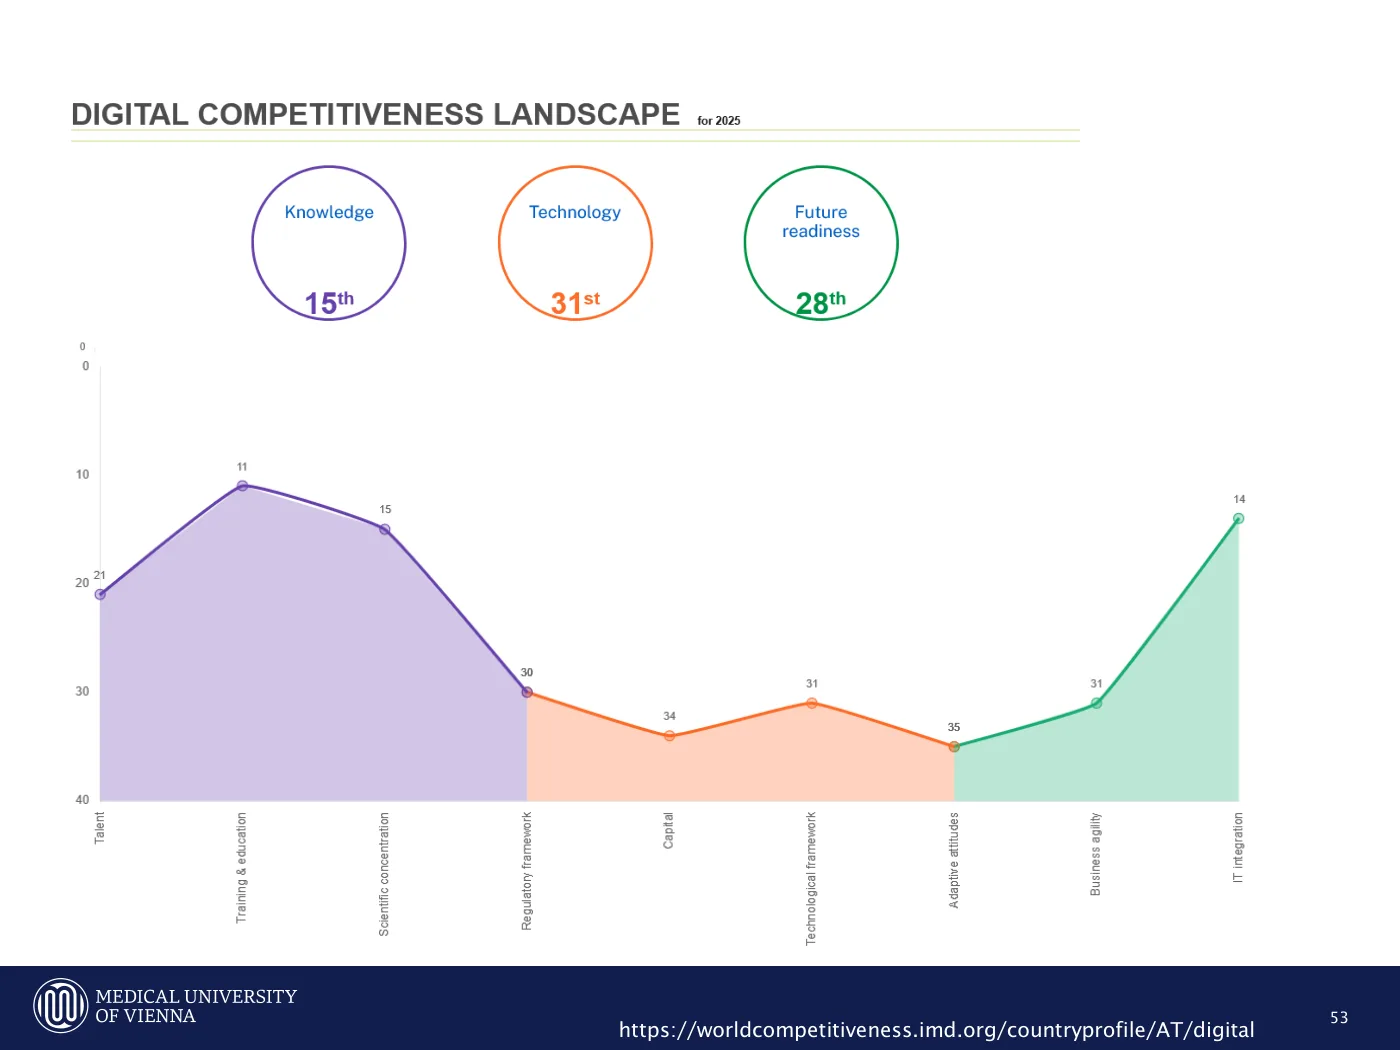 DIGITAL COMPETITIVENESS LANDSCAPE for 2025
Knowledge
15th
Technology
31st
Future
readiness
28th
0
0
10
20
30
40
21
11
15
30
34
31
35
31
14
Talent
Training & education
Scientific concentration
Regulatory framework
Capital
Technological framework
Adaptive attitudes
Business agility
IT integration
MEDICAL UNIVERSITY
OF VIENNA
https://worldcompetitiveness.imd.org/countryprofile/AT/digital
53